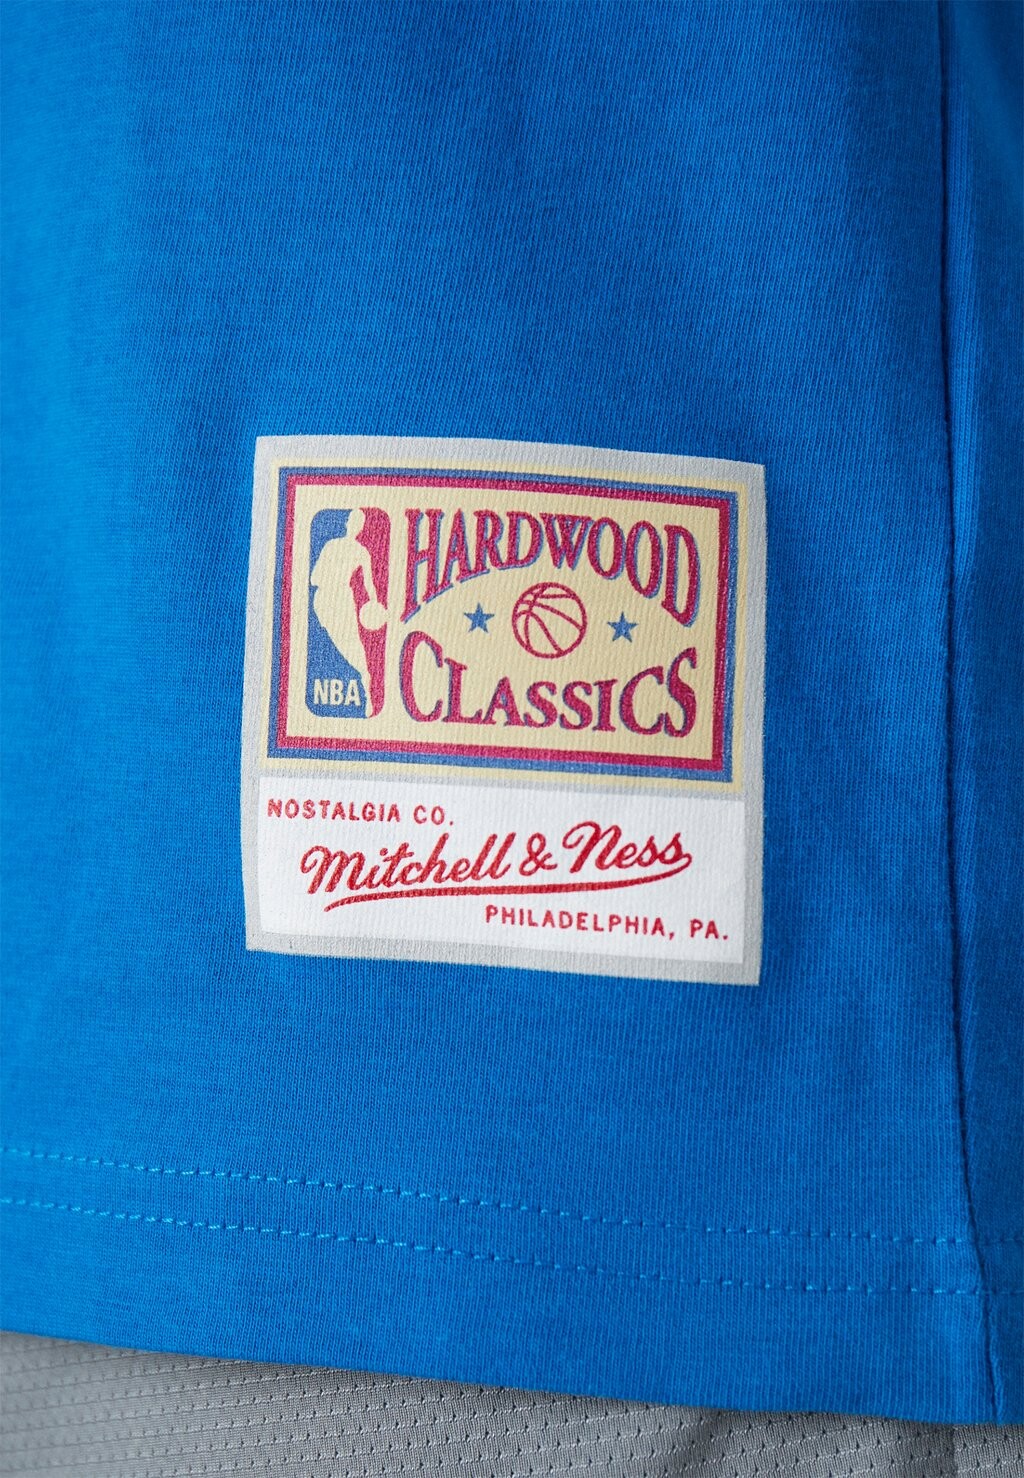 HARDWOOD
CLASSICS
NBA
NOSTALGIA CO.
Mitchell & Ness
PHILADELPHIA, PA.